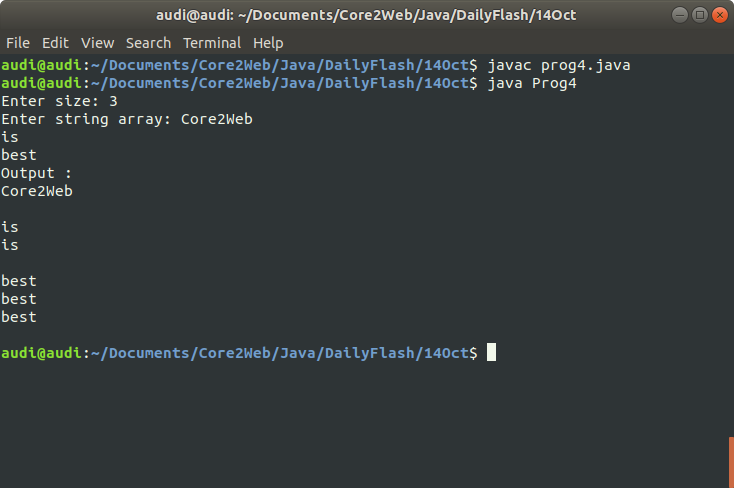 audi@audi: ~/Documents/Core2Web/Java/DailyFlash/14Oct
File Edit View Search Terminal Help
audi@audi:~/Documents/Core2Web/Java/DailyFlash/14Oct$ javac prog4.java
audi@audi:~/Documents/Core2Web/Java/DailyFlash/14Oct$ java Prog4
Enter size: 3
Enter string array: Core2Web
is
best
Output :
Core2Web
is
is
best
best
best
audi@audi:~/Documents/Core2Web/Java/DailyFlash/14Oct$